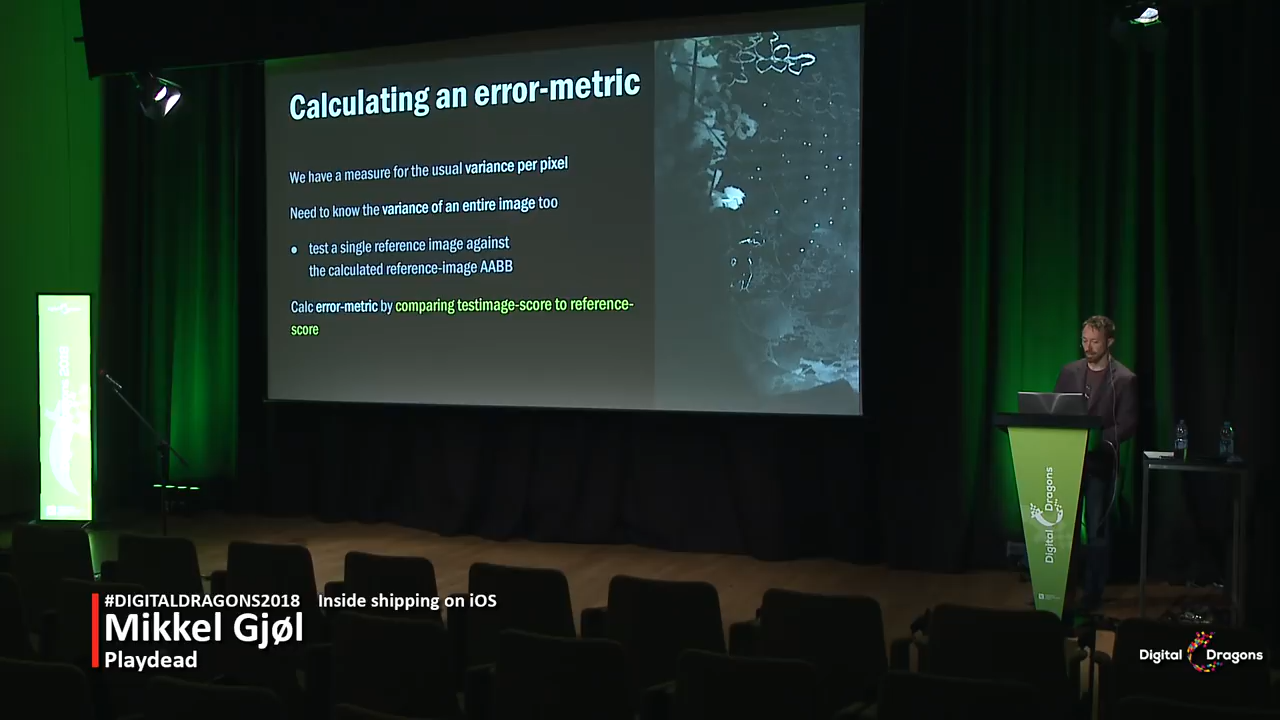 Calculating an error-metric
We have a measure for the usual variance per pixel
Need to know the variance of an entire image too
● test a single reference image against
the calculated reference-image AABB
Calc error-metric by comparing testimage-score to reference-
score
Digital Dragons
#DIGITALDRAGONS2018 Inside shipping on iOS
Mikkel Gjøl
Playdead
Digital Dragons